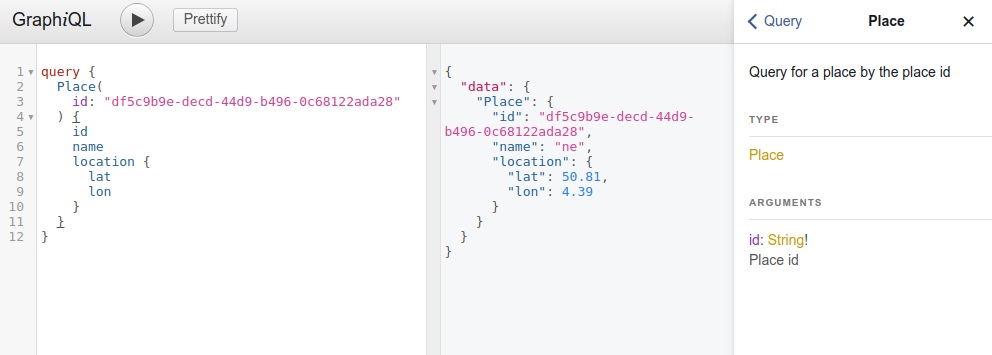 GraphiQL
Prettify
1 query {
2 Place(
3 id: "df5c9b9e-decd-44d9-b496-0c68122ada28"
4 ) {
5 id
6 name
7 location {
8 lat
9 lon
10 }
11 }
12 }
{
"data": {
"Place": {
"id": "df5c9b9e-decd-44d9-
b496-0c68122ada28",
"name": "ne",
"location": {
"lat": 50.81,
"lon": 4.39
}
}
}
}
Query
Place
Query for a place by the place id
TYPE
Place
ARGUMENTS
id: String!
Place id